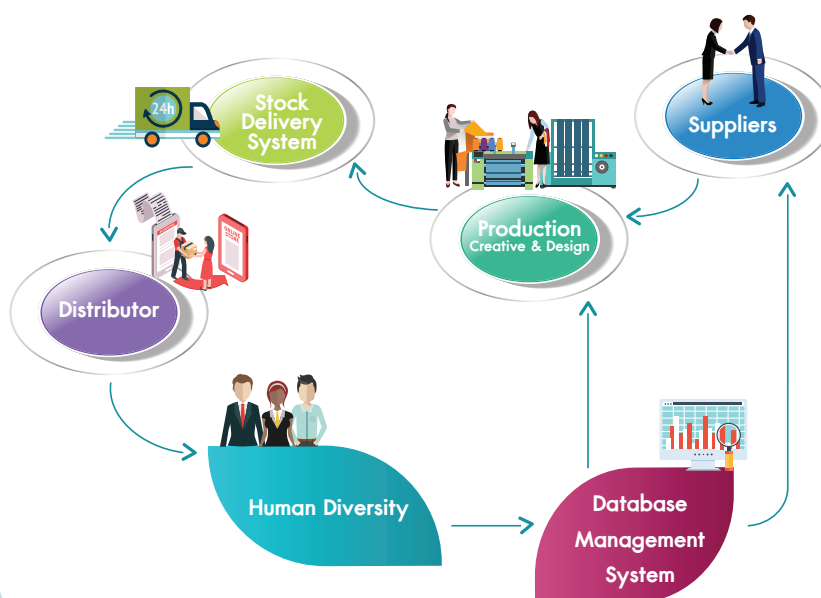 24h
Stock
Delivery
System
Suppliers
Production
Creative & Design
ONLINE
STORE
Distributor
Human Diversity
Database
Management
System